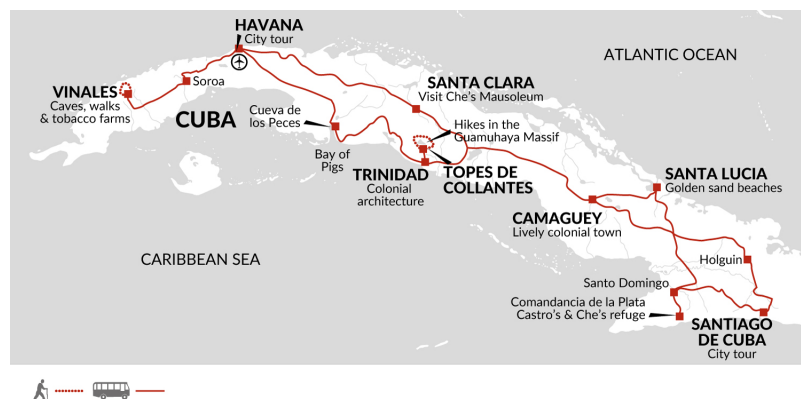 HAVANA
City tour
ATLANTIC OCEAN
Soroa
VINALES
Caves, walks
& tobacco farms
SANTA CLARA
Visit Che's Mausoleum
CUBA
Cueva de
los Peces
Hikes in the
Guamuhaya Massif
Bay of
Pigs
TRINIDAD
Colonial
architecture
TOPES DE
COLLANTES
SANTA LUCIA
Golden sand beaches
CAMAGUEY
Lively colonial town
CARIBBEAN SEA
Holguin
Santo Domingo
Comandancia de la Plata
Castro's & Che's refuge
SANTIAGO
DE CUBA
City tour